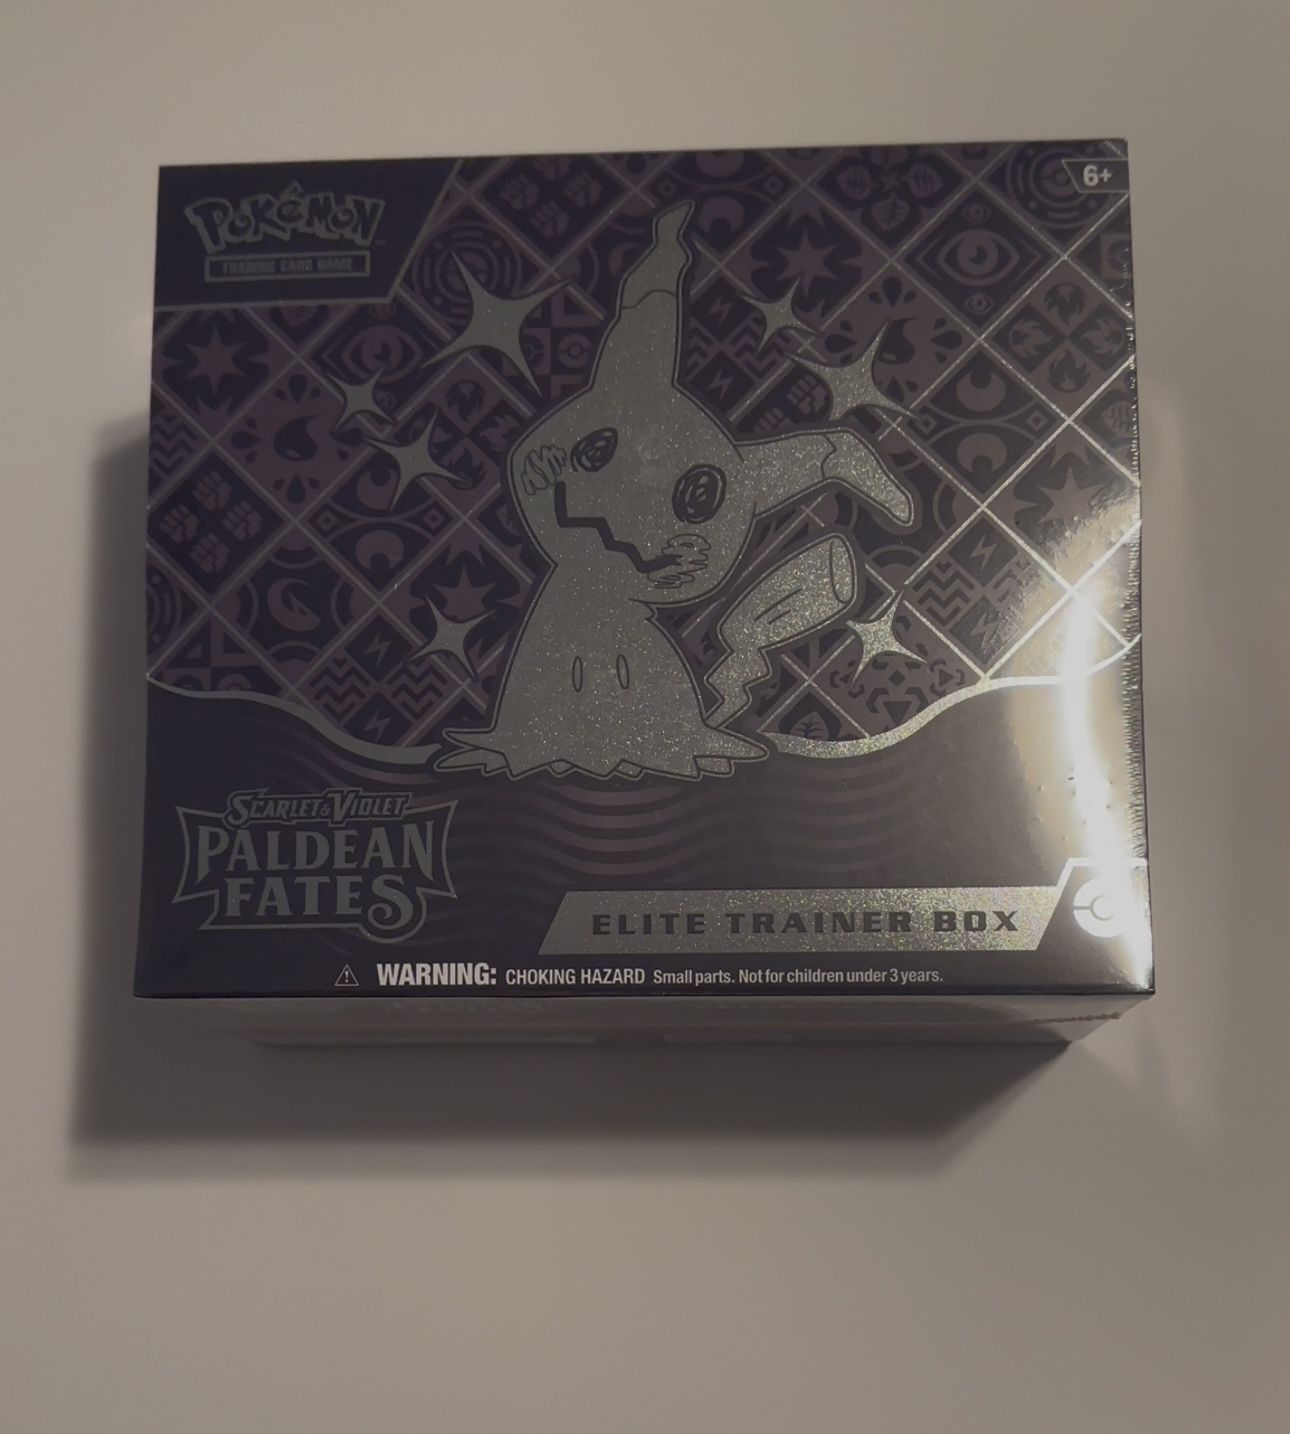 POKéMON
TRADING CARD GAME
6+
SCARLET & VIOLET
PALDEAN
FATES
ELITE TRAINER BOX
⚠ WARNING: CHOKING HAZARD Small parts. Not for children under 3 years.